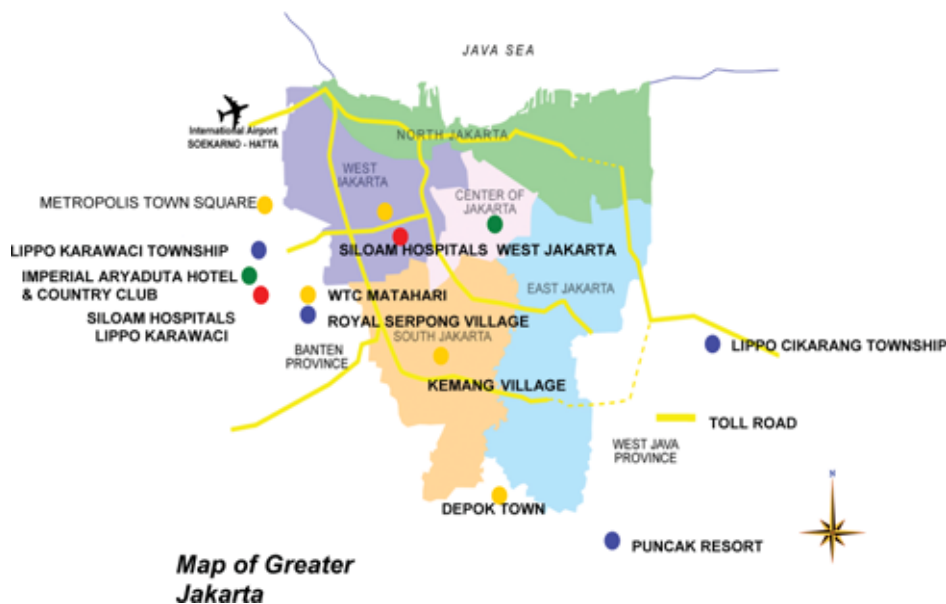 JAVA SEA
International Airport
SOEKARNO - HATTA
NORTH JAKARTA
WEST
JAKARTA
CENTER OF
JAKARTA
METROPOLIS TOWN SQUARE
LIPPO KARAWACI TOWNSHIP
SILOAM HOSPITALS WEST JAKARTA
IMPERIAL ARYADUTA HOTEL
& COUNTRY CLUB
EAST JAKARTA
WTC MATAHARI
SILOAM HOSPITALS
LIPPO KARAWACI
ROYAL SERPONG VILLAGE
SOUTH JAKARTA
BANTEN
PROVINCE
LIPPO CIKARANG TOWNSHIP
KEMANG VILLAGE
TOLL ROAD
WEST JAVA
PROVINCE
N
DEPOK TOWN
PUNCAK RESORT
Map of Greater
Jakarta